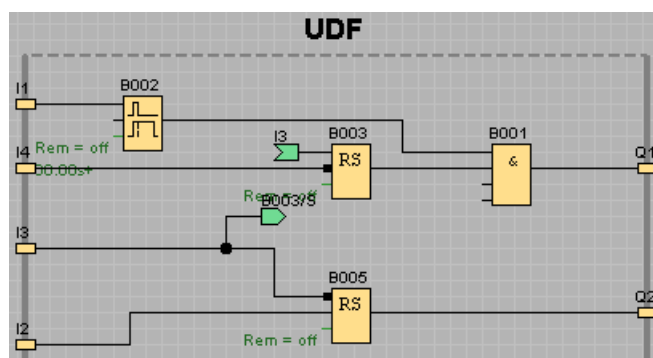 UDF
I1
B002
Rem = off
00.00s+
I3
B003
RS
Rem = off
B001
&
Q1
I4
B003/S
I3
B005
RS
Rem = off
Q2
I2